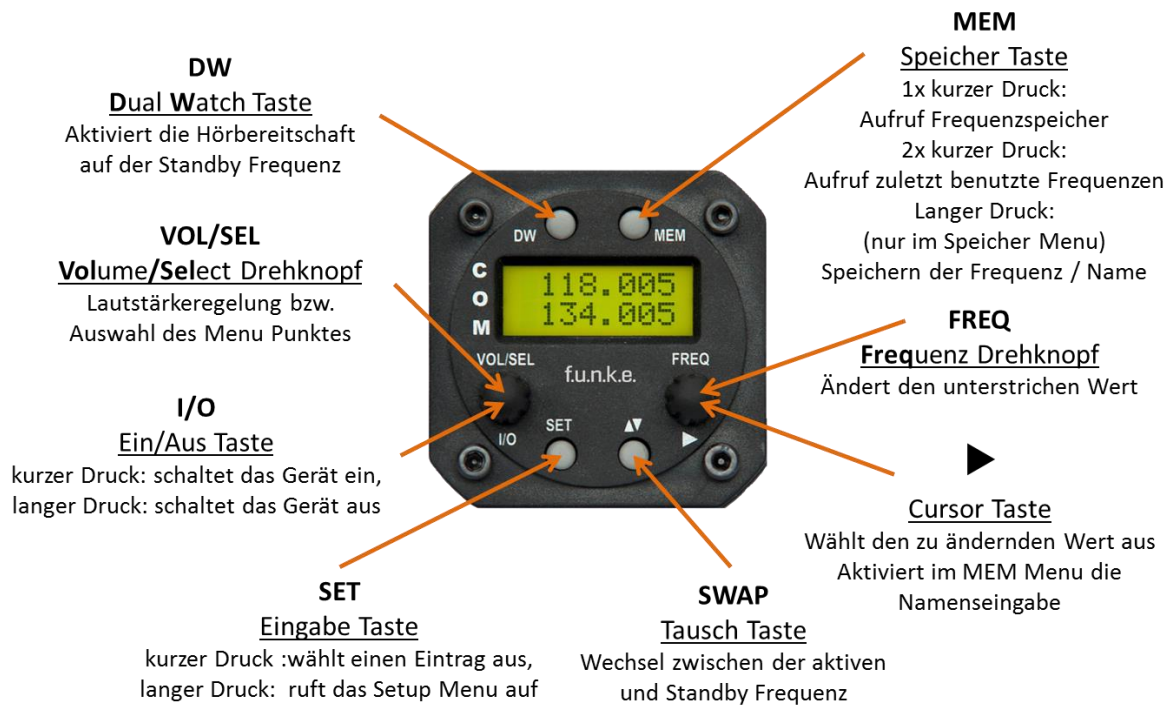 DW
Dual Watch Taste
Aktiviert die Hörbereitschaft
auf der Standby Frequenz
VOL/SEL
Volume/Select Drehknopf
Lautstärkeregelung bzw.
Auswahl des Menu Punktes
I/O
Ein/Aus Taste
kurzer Druck: schaltet das Gerät ein,
langer Druck: schaltet das Gerät aus
SET
Eingabe Taste
kurzer Druck :wählt einen Eintrag aus,
langer Druck: ruft das Setup Menu auf
DW
MEM
COM
118.005
134.005
VOL/SEL
FREQ
f.u.n.k.e.
I/O
SET
▲▼
▶
MEM
Speicher Taste
1x kurzer Druck:
Aufruf Frequenzspeicher
2x kurzer Druck:
Aufruf zuletzt benutzte Frequenzen
Langer Druck:
(nur im Speicher Menu)
Speichern der Frequenz / Name
FREQ
Frequenz Drehknopf
Ändert den unterstrichen Wert
▶
Cursor Taste
Wählt den zu ändernden Wert aus
Aktiviert im MEM Menu die
Namenseingabe
SWAP
Tausch Taste
Wechsel zwischen der aktiven
und Standby Frequenz